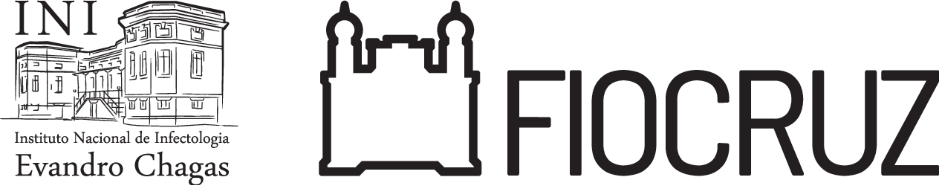 INI
Instituto Nacional de Infectologia
Evandro Chagas
FIOCRUZ